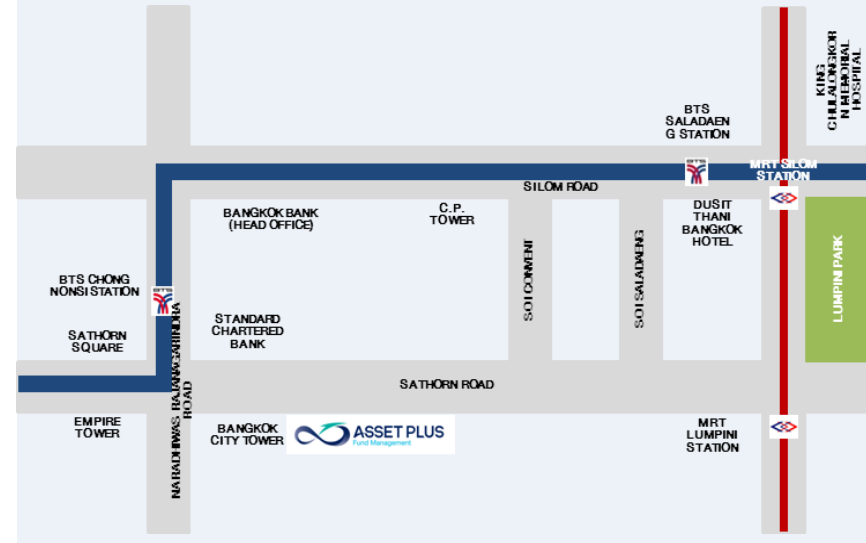 KING
CHULALONGKOR
N MEMORIAL
HOSPITAL
BTS
SALADAEN
G STATION
MRT SILOM
STATION
SILOM ROAD
BANGKOK BANK
(HEAD OFFICE)
C.P.
TOWER
DUSIT
THANI
BANGKOK
HOTEL
SOI CONVENT
SOI SALADAENG
LUMPINI PARK
BTS CHONG
NONSI STATION
BTS
BTS
SATHORN
SQUARE
STANDARD
CHARTERED
BANK
NARADHIWAS RAJANAGARINDRA
ROAD
SATHORN ROAD
EMPIRE
TOWER
BANGKOK
CITY TOWER
ASSET PLUS
Fund Management
MRT
LUMPINI
STATION